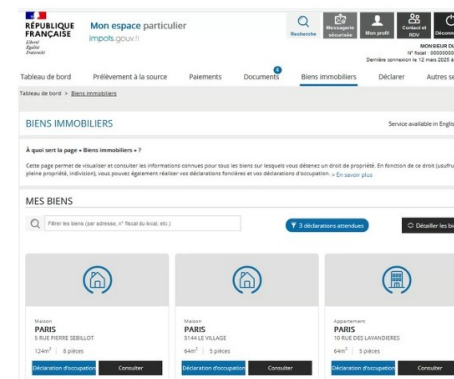 RÉPUBLIQUE
FRANÇAISE
Liberté
Égalité
Fraternité
Mon espace particulier
impots.gouv.fr
Recherche
Messagerie
sécurisée
Mon profil
Contact et
RDV
Déconn
MONSIEUR DU
N° fiscal : 00000000
Dernière connexion le 12 mars 2025 à
Tableau de bord
Prélèvement à la source
Paiements
Documents
Biens immobiliers
Déclarer
Autres se
Tableau de bord > Biens immobiliers
BIENS IMMOBILIERS
Service available in Englis
À quoi sert la page « Biens immobiliers » ?
Cette page permet de visualiser et consulter les informations connues pour tous les biens sur lesquels vous détenez un droit de propriété. En fonction de ce droit (usufru
pleine propriété, indivision), vous pouvez également réaliser vos déclarations foncières et vos déclarations d'occupation. » En savoir plus
MES BIENS
Filtrer les biens (par adresse, n° fiscal du local, etc.)
3 déclarations attendues
Détailler les bie
Maison
PARIS
5 RUE PIERRE SEBILLOT
124m² | 8 pièces
Déclaration d'occupation
Consulter
Maison
PARIS
5144 LE VILLAGE
64m² | 5 pièces
Déclaration d'occupation
Consulter
Appartement
PARIS
10 RUE DES LAVANDIERES
64m² | 5 pièces
Déclaration d'occupation
Consulter